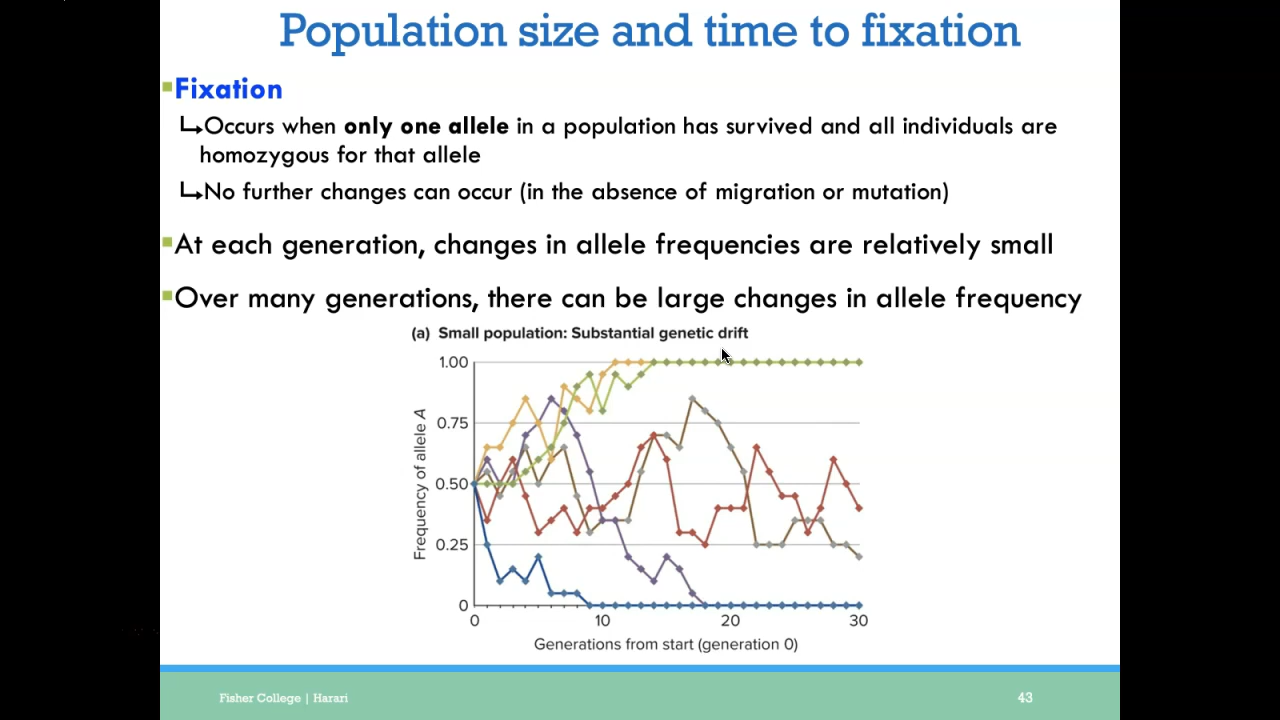 Population size and time to fixation
Fixation
Occurs when only one allele in a population has survived and all individuals are
homozygous for that allele
No further changes can occur (in the absence of migration or mutation)
At each generation, changes in allele frequencies are relatively small
Over many generations, there can be large changes in allele frequency
(a) Small population: Substantial genetic drift
Frequency of allele A
1.00
0.75
0.50
0.25
0
0 10 20 30
Generations from start (generation 0)
Fisher College | Harari 43